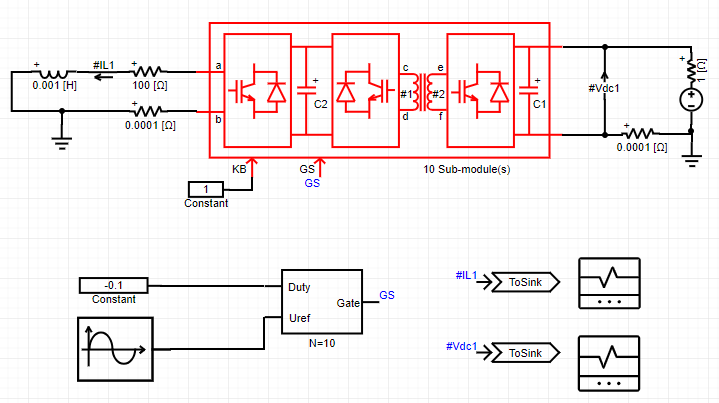 + #IL1 +
0.001 [H] 100 [Ω]
+
0.0001 [Ω]
a
b
+
C2
c e
#1 #2
d f
+
C1
#Vdc1
+
1 [Ω]
+
0.0001 [Ω]
KB GS 10 Sub-module(s)
GS
1
Constant
-0.1
Constant
Duty
Uref
Gate
GS
N=10
#IL1
ToSink
#Vdc1
ToSink